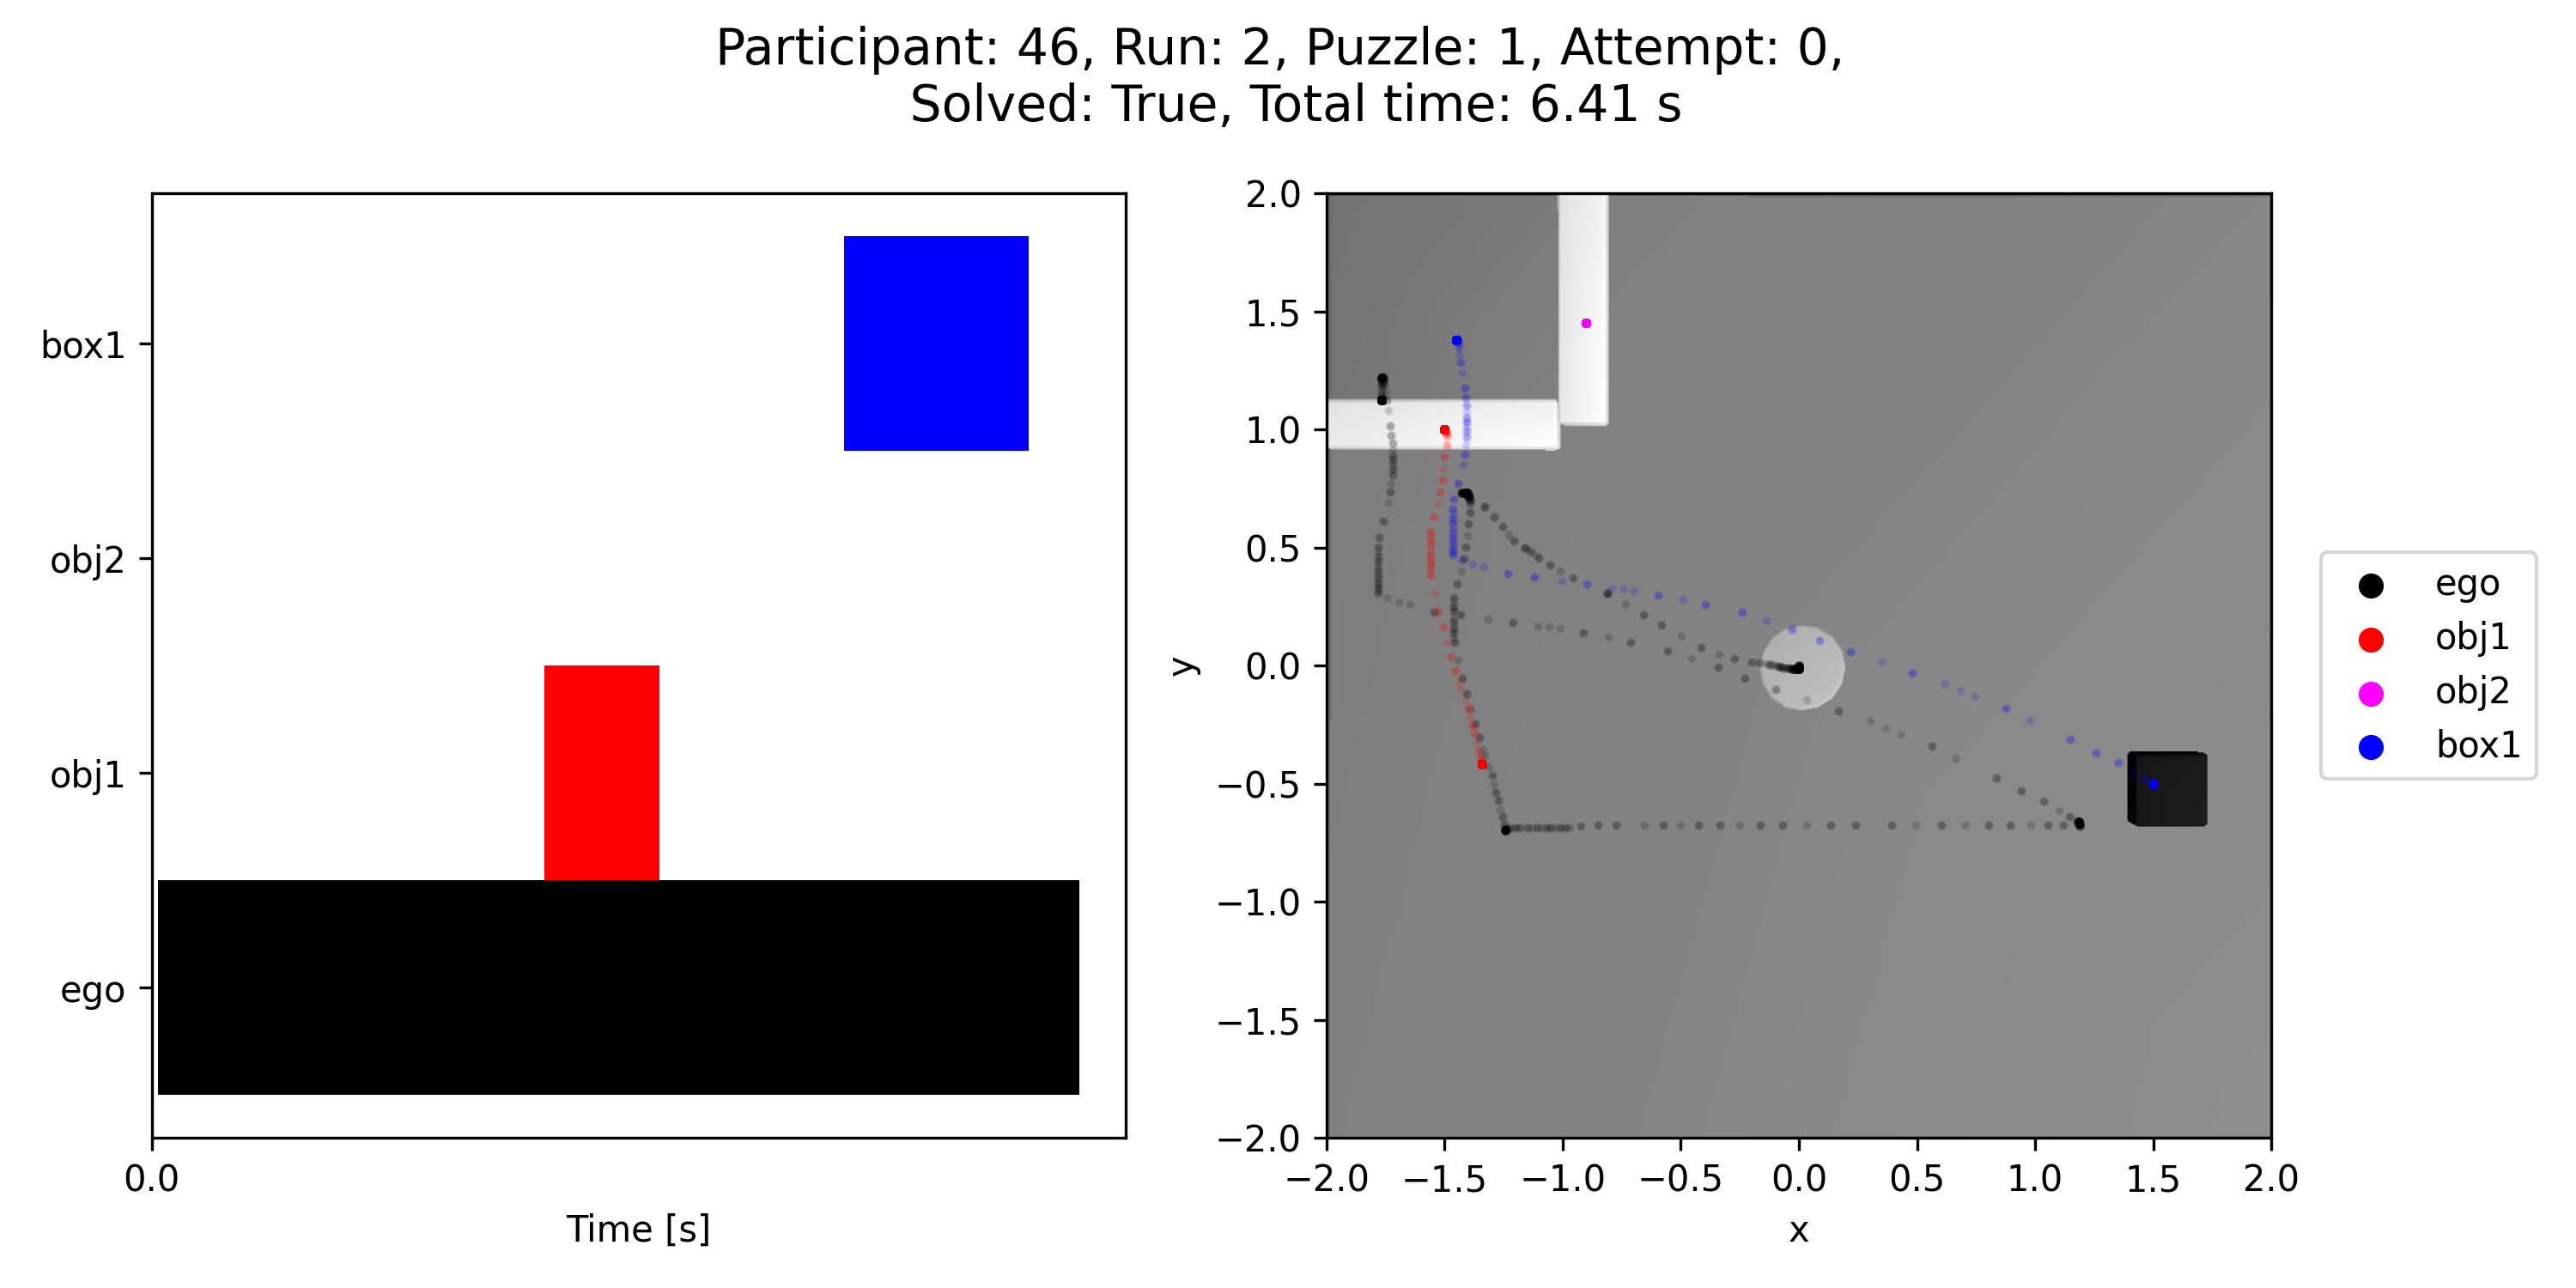 Participant: 46, Run: 2, Puzzle: 1, Attempt: 0,
Solved: True, Total time: 6.41 s
box1
obj2
obj1
ego
0.0
Time [s]
2.0
1.5
1.0
0.5
0.0
−0.5
−1.0
−1.5
−2.0
y
−2.0 −1.5 −1.0 −0.5 0.0 0.5 1.0 1.5 2.0
x
ego
obj1
obj2
box1